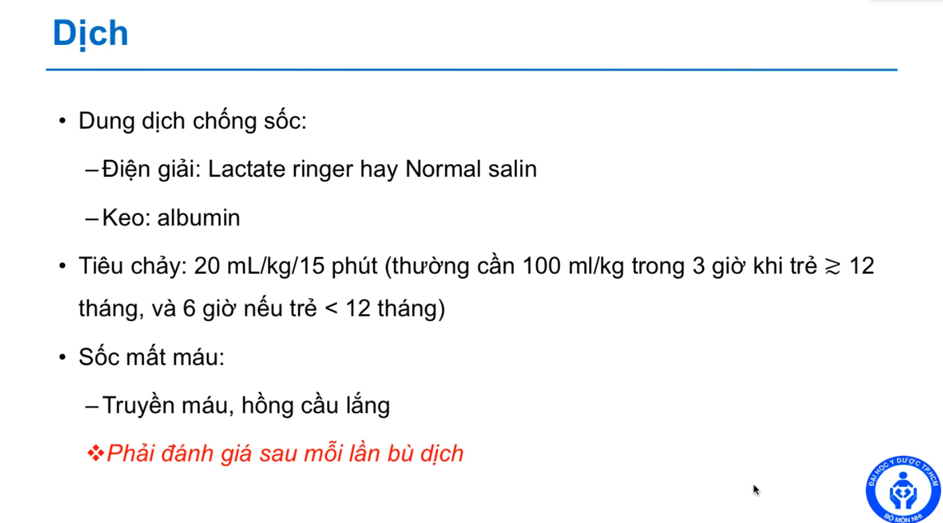 Dịch
• Dung dịch chống sốc:
–Điện giải: Lactate ringer hay Normal salin
–Keo: albumin
• Tiêu chảy: 20 mL/kg/15 phút (thường cần 100 ml/kg trong 3 giờ khi trẻ ≳ 12
tháng, và 6 giờ nếu trẻ < 12 tháng)
• Sốc mất máu:
–Truyền máu, hồng cầu lắng
❖Phải đánh giá sau mỗi lần bù dịch
ĐẠI HỌC Y DƯỢC TP.HCM
BỘ MÔN NHI